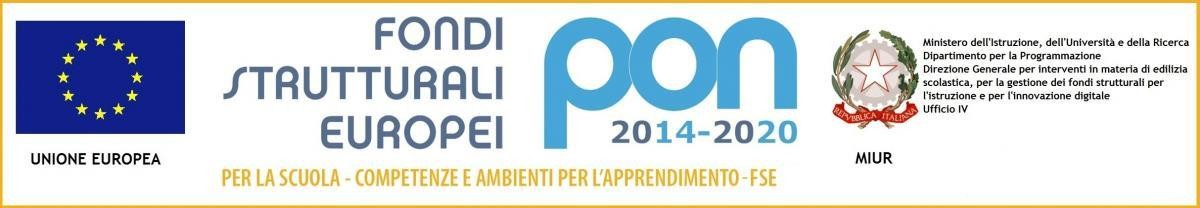 UNIONE EUROPEA
FONDI
STRUTTURALI
EUROPEI
pon
2014-2020
PER LA SCUOLA - COMPETENZE E AMBIENTI PER L'APPRENDIMENTO - FSE
REPVBBLICA ITALIANA
MIUR
Ministero dell'Istruzione, dell'Università e della Ricerca
Dipartimento per la Programmazione
Direzione Generale per interventi in materia di edilizia
scolastica, per la gestione dei fondi strutturali per
l'istruzione e per l'innovazione digitale
Ufficio IV